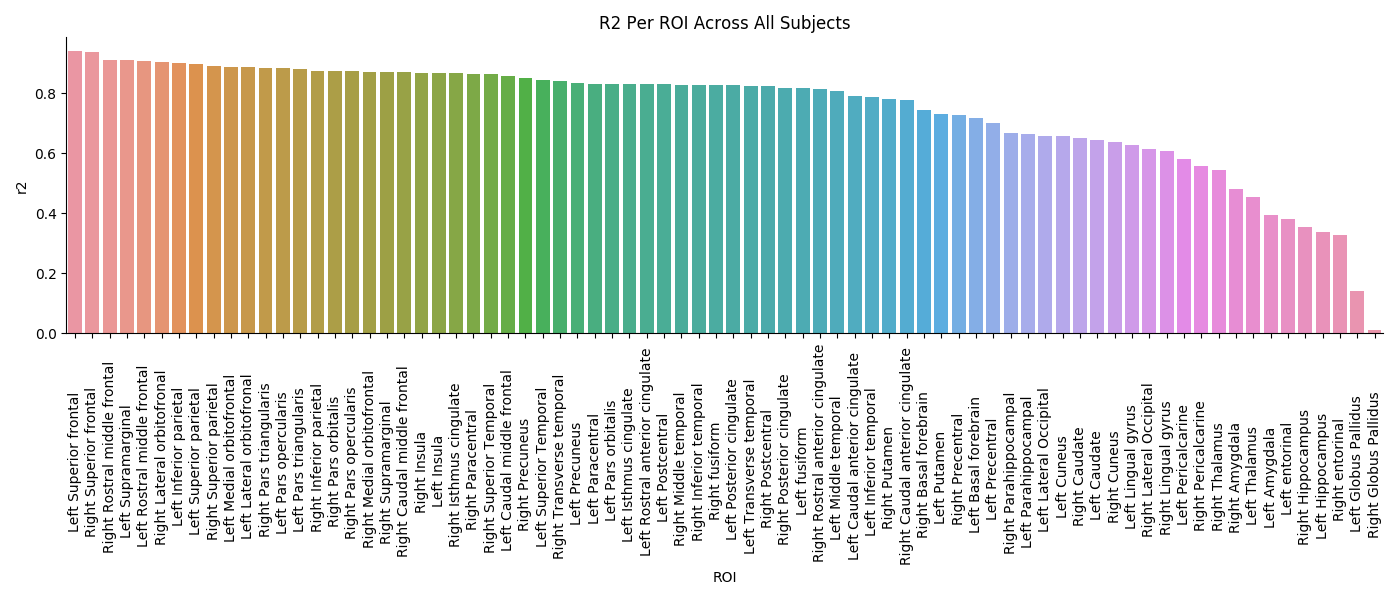 R2 Per ROI Across All Subjects
r2
0.8
0.6
0.4
0.2
0.0
Left Superior frontal
Right Superior frontal
Right Rostral middle frontal
Left Supramarginal
Left Rostral middle frontal
Right Lateral orbitofronal
Left Inferior parietal
Left Superior parietal
Right Superior parietal
Left Medial orbitofrontal
Left Lateral orbitofronal
Right Pars triangularis
Left Pars opercularis
Left Pars triangularis
Right Inferior parietal
Right Pars orbitalis
Right Pars opercularis
Right Medial orbitofrontal
Right Supramarginal
Right Caudal middle frontal
Right Insula
Left Insula
Right Isthmus cingulate
Right Paracentral
Right Superior Temporal
Left Caudal middle frontal
Right Precuneus
Left Superior Temporal
Right Transverse temporal
Left Precuneus
Left Paracentral
Left Pars orbitalis
Left Isthmus cingulate
Left Rostral anterior cingulate
Left Postcentral
Right Middle temporal
Right Inferior temporal
Right fusiform
Left Posterior cingulate
Left Transverse temporal
Right Postcentral
Right Posterior cingulate
Left fusiform
Right Rostral anterior cingulate
Left Middle temporal
Left Caudal anterior cingulate
Left Inferior temporal
Right Putamen
Right Caudal anterior cingulate
Right Basal forebrain
Left Putamen
Right Precentral
Left Basal forebrain
Left Precentral
Right Parahippocampal
Left Parahippocampal
Left Lateral Occipital
Left Cuneus
Right Caudate
Left Caudate
Right Cuneus
Left Lingual gyrus
Right Lateral Occipital
Right Lingual gyrus
Left Pericalcarine
Right Pericalcarine
Right Thalamus
Right Amygdala
Left Thalamus
Left Amygdala
Left entorinal
Right Hippocampus
Left Hippocampus
Right entorinal
Left Globus Pallidus
Right Globus Pallidus
ROI